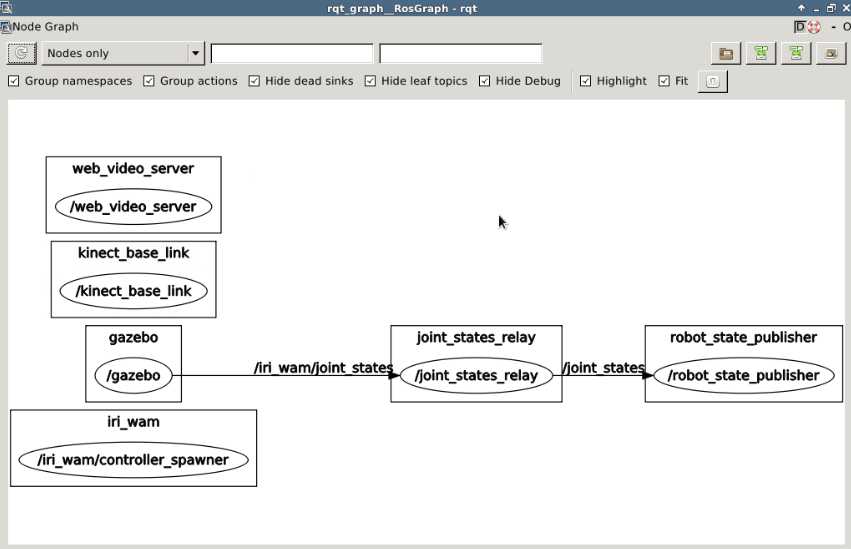 rqt_graph__RosGraph - rqt
Node Graph
D
- O
Nodes only
Group namespaces Group actions Hide dead sinks Hide leaf topics Hide Debug Highlight Fit
web_video_server
/web_video_server
kinect_base_link
/kinect_base_link
gazebo
/gazebo
/iri_wam/joint_states
joint_states_relay
/joint_states_relay
/joint_states
robot_state_publisher
/robot_state_publisher
iri_wam
/iri_wam/controller_spawner